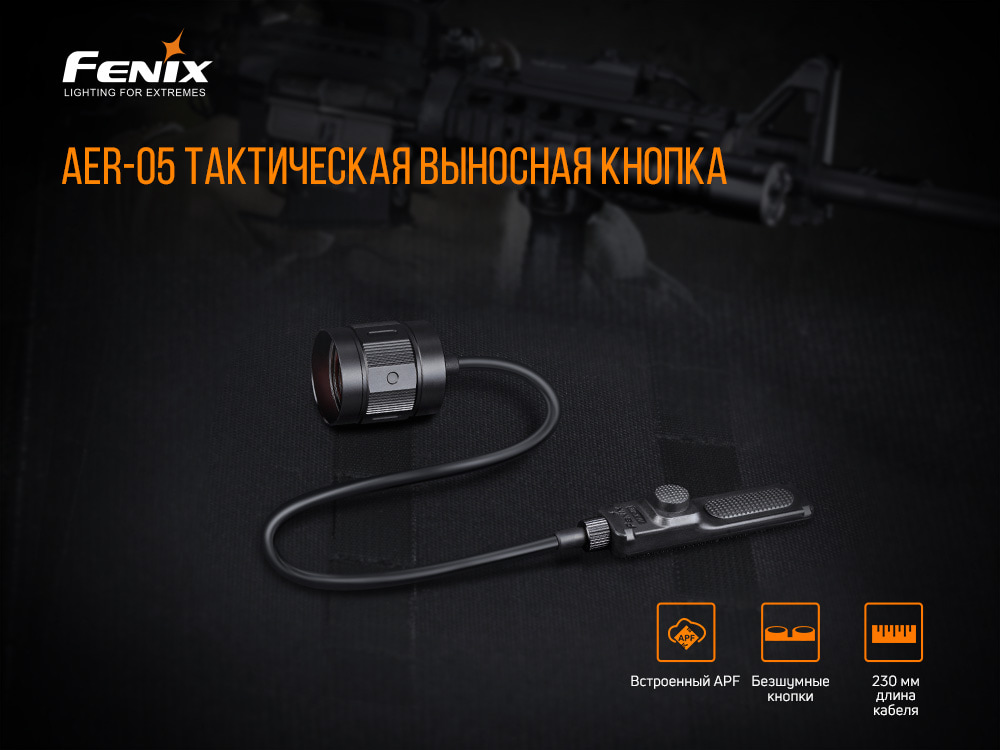 FENIX
LIGHTING FOR EXTREMES
AER-05 ТАКТИЧЕСКАЯ ВЫНОСНАЯ КНОПКА
APF
Встроенный APF
Безшумные
кнопки
230 мм
длина
кабеля